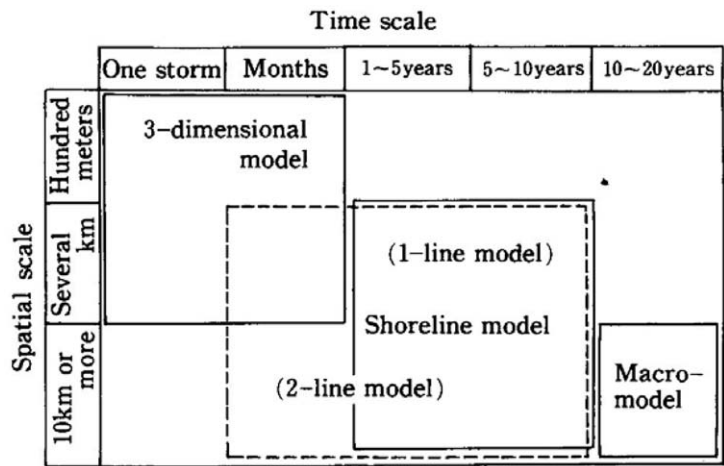 Time scale
One storm
Months
1~5years
5~10years
10~20years
Spatial scale
Hundred
meters
Several
km
10km or
more
3-dimensional
model
(1-line model)
Shoreline model
(2-line model)
Macro-
model